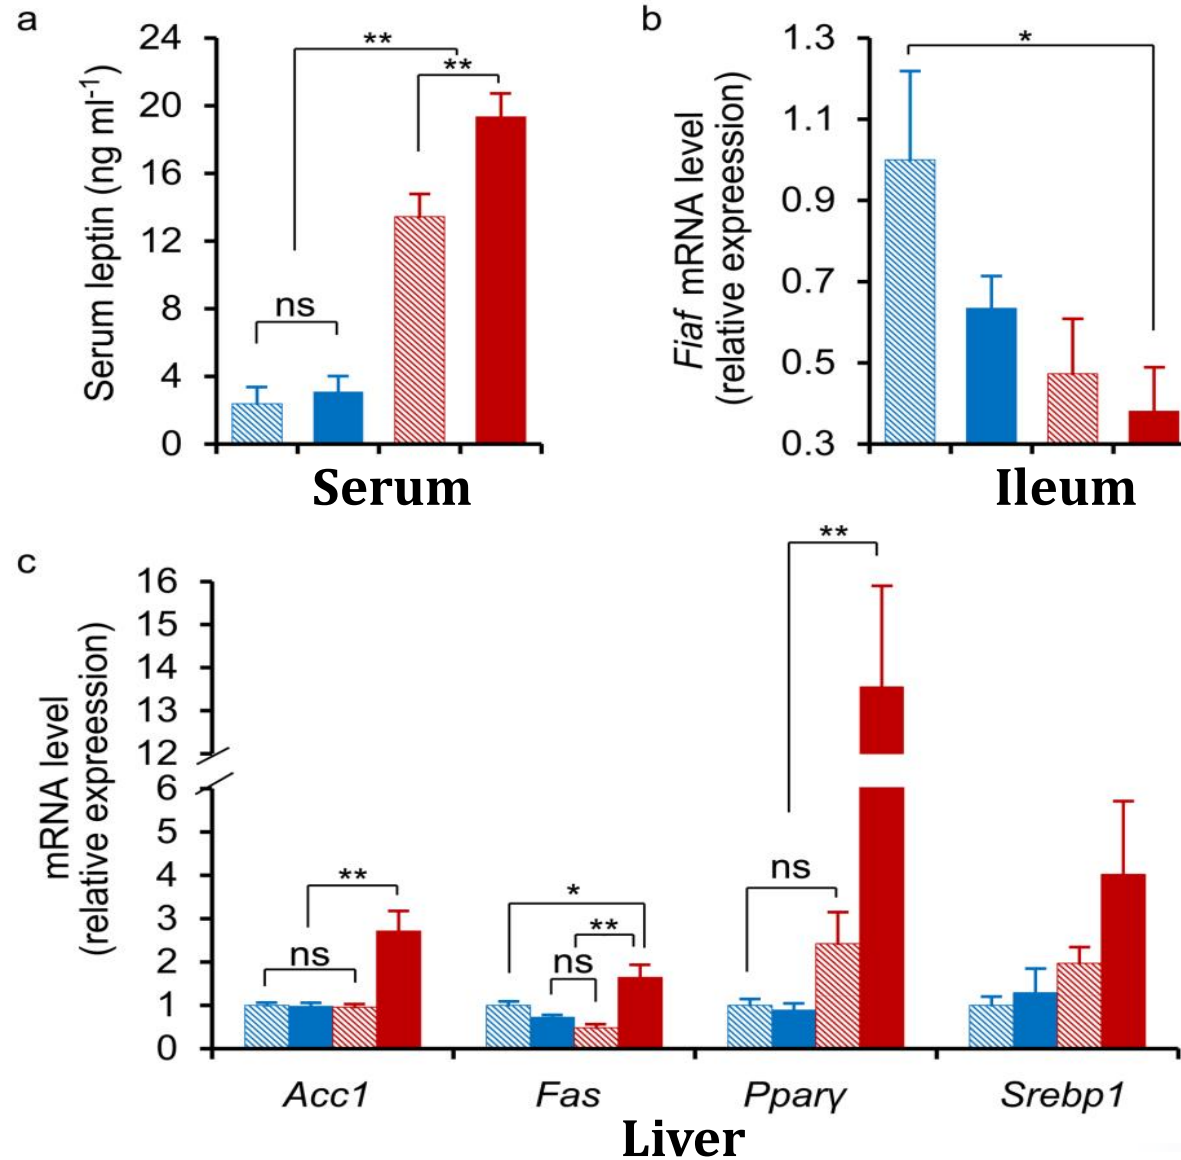 a
24
20
16
12
8
4
0
Serum leptin (ng ml-1)
**
**
ns
Serum
b
1.3
1.1
0.9
0.7
0.5
0.3
Fiaf mRNA level
(relative expreession)
*
Ileum
c
16
15
14
13
12
6
5
4
3
2
1
0
mRNA level
(relative expreession)
**
ns
*
**
ns
**
ns
Acc1 Fas Pparγ Srebp1
Liver